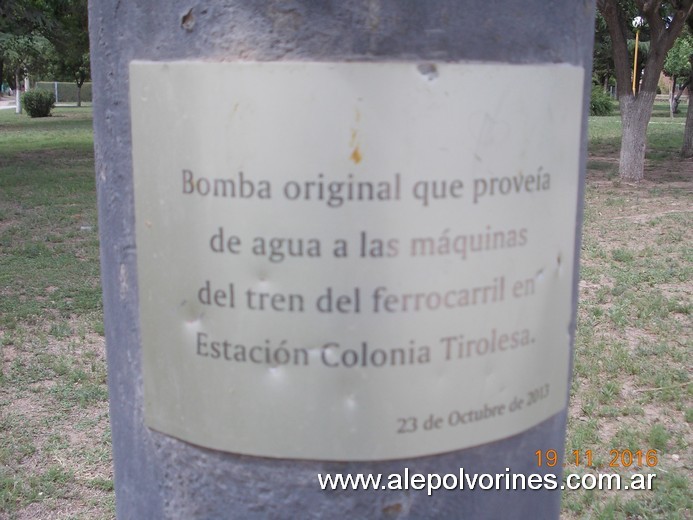 Bomba original que proveía
de agua a las máquinas
del tren del ferrocarril en
Estación Colonia Tirolesa.
23 de Octubre de 2013
19 11 2016
www.alepolvorines.com.ar